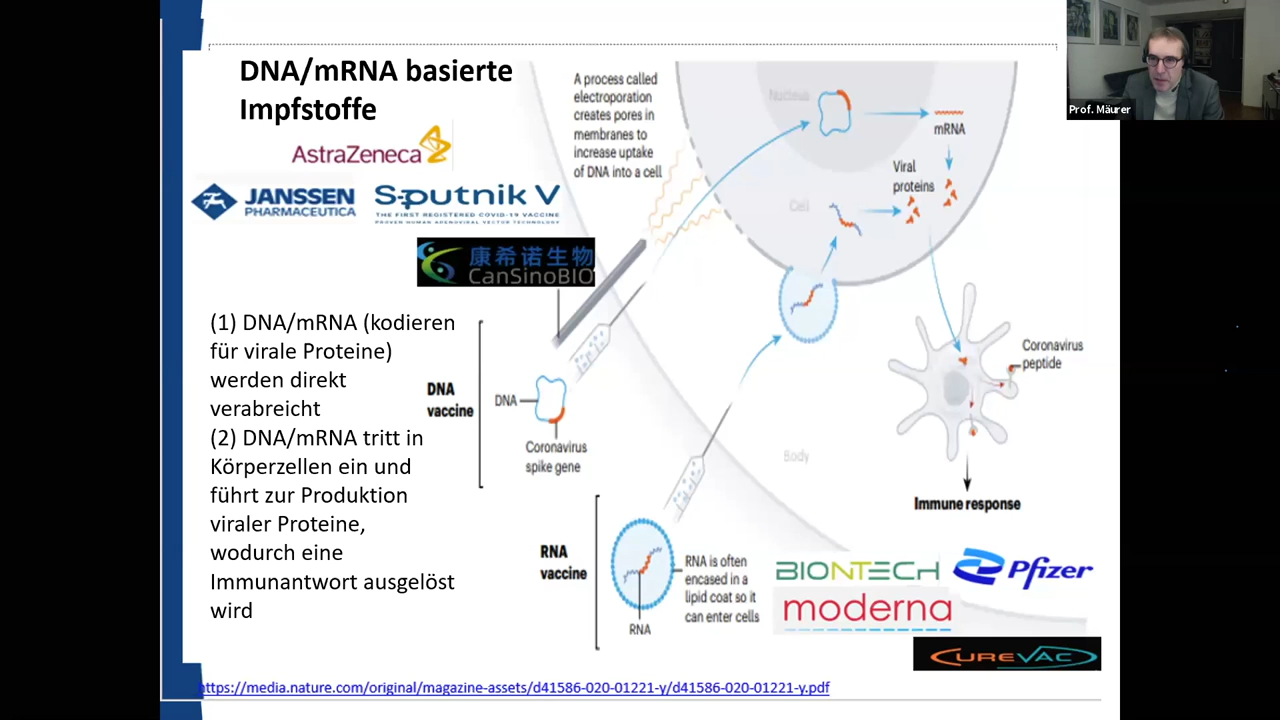 DNA/mRNA basierte
Impfstoffe
AstraZeneca
JANSSEN
PHARMACEUTICA
Sputnik V
THE FIRST REGISTERED COVID-19 VACCINE
PROVEN HUMAN ADENOVIRAL VECTOR TECHNOLOGY
康希诺生物
CanSinoBIO
A process called
electroporation
creates pores in
membranes to
increase uptake
of DNA into a cell
Nucleus
mRNA
Viral
proteins
Cell
Prof. Mäurer
(1) DNA/mRNA (kodieren
für virale Proteine)
werden direkt
verabreicht
(2) DNA/mRNA tritt in
Körperzellen ein und
führt zur Produktion
viraler Proteine,
wodurch eine
Immunantwort ausgelöst
wird
DNA
vaccine
DNA
Coronavirus
spike gene
Coronavirus
peptide
Body
Immune response
RNA
vaccine
RNA
RNA is often
encased in a
lipid coat so it
can enter cells
BIONTECH
Pfizer
moderna
CUREVAC
https://media.nature.com/original/magazine-assets/d41586-020-01221-y/d41586-020-01221-y.pdf